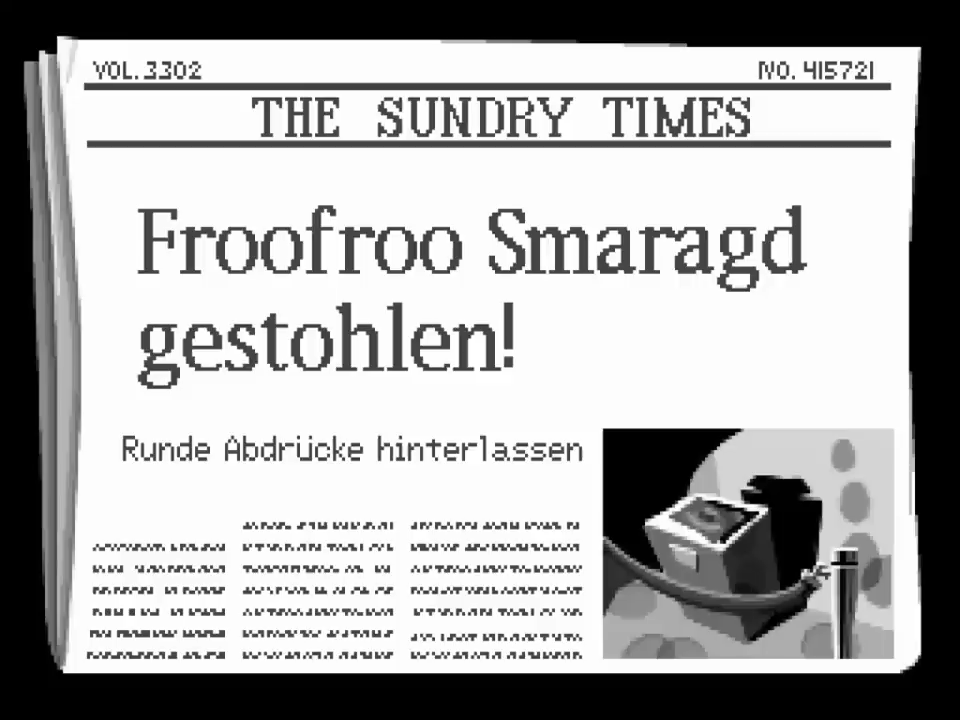 VOL. 3302 NO. 415721
THE SUNDRY TIMES
Froofroo Smaragd
gestohlen!
Runde Abdrücke hinterlassen